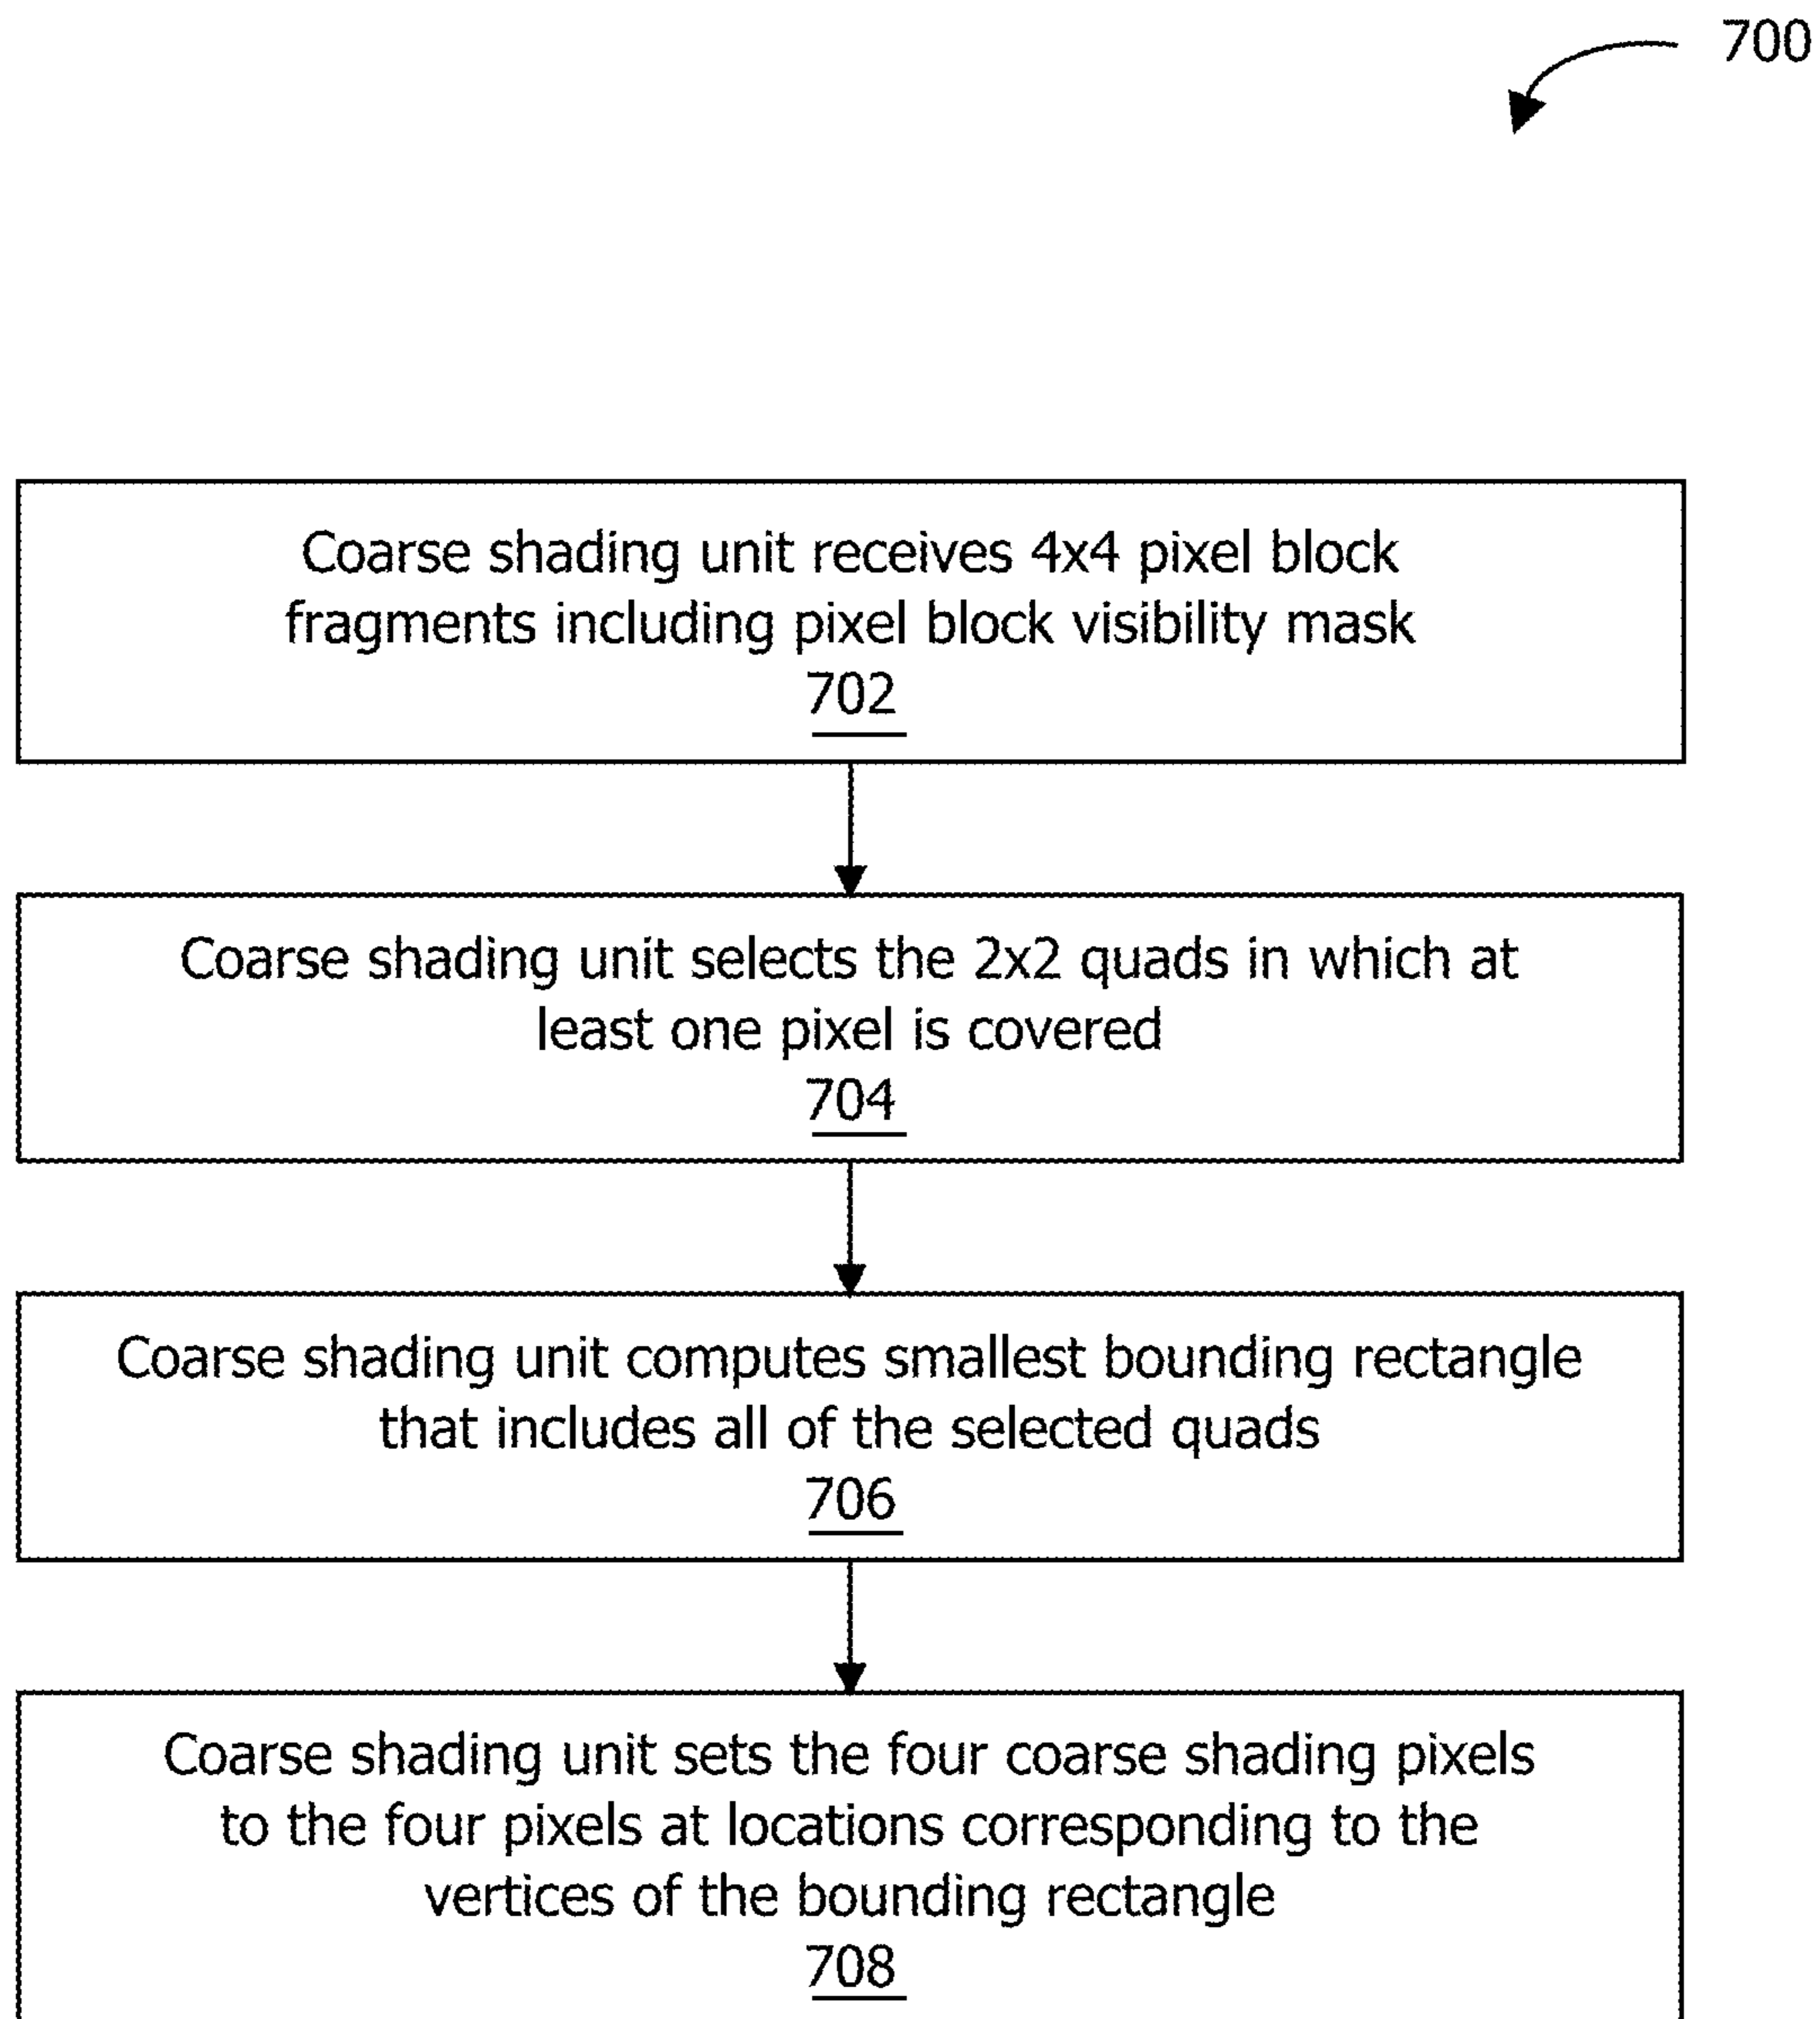 700
Coarse shading unit receives 4x4 pixel block
fragments including pixel block visibility mask
702
Coarse shading unit selects the 2x2 quads in which at
least one pixel is covered
704
Coarse shading unit computes smallest bounding rectangle
that includes all of the selected quads
706
Coarse shading unit sets the four coarse shading pixels
to the four pixels at locations corresponding to the
vertices of the bounding rectangle
708